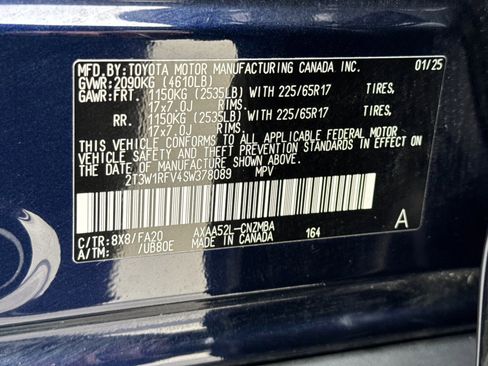 MFD.BY:TOYOTA MOTOR MANUFACTURING CANADA INC. 01/25
GVWR:2090KG (4610LB)
GAWR:FRT. 1150KG (2535LB) WITH 225/65R17 TIRES,
17x7.0J RIMS.
RR. 1150KG (2535LB) WITH 225/65R17 TIRES,
17x7.0J RIMS.
THIS VEHICLE CONFORMS TO ALL APPLICABLE FEDERAL MOTOR
VEHICLE SAFETY AND THEFT PREVENTION STANDARDS IN EFFECT ON
THE DATE OF MANUFACTURE SHOWN ABOVE.
2T3W1RFV4SW378089 MPV
C/TR:8X8/FA20 AXAA52L-CNZMBA
A/TM: /UB80E MADE IN CANADA 164 A